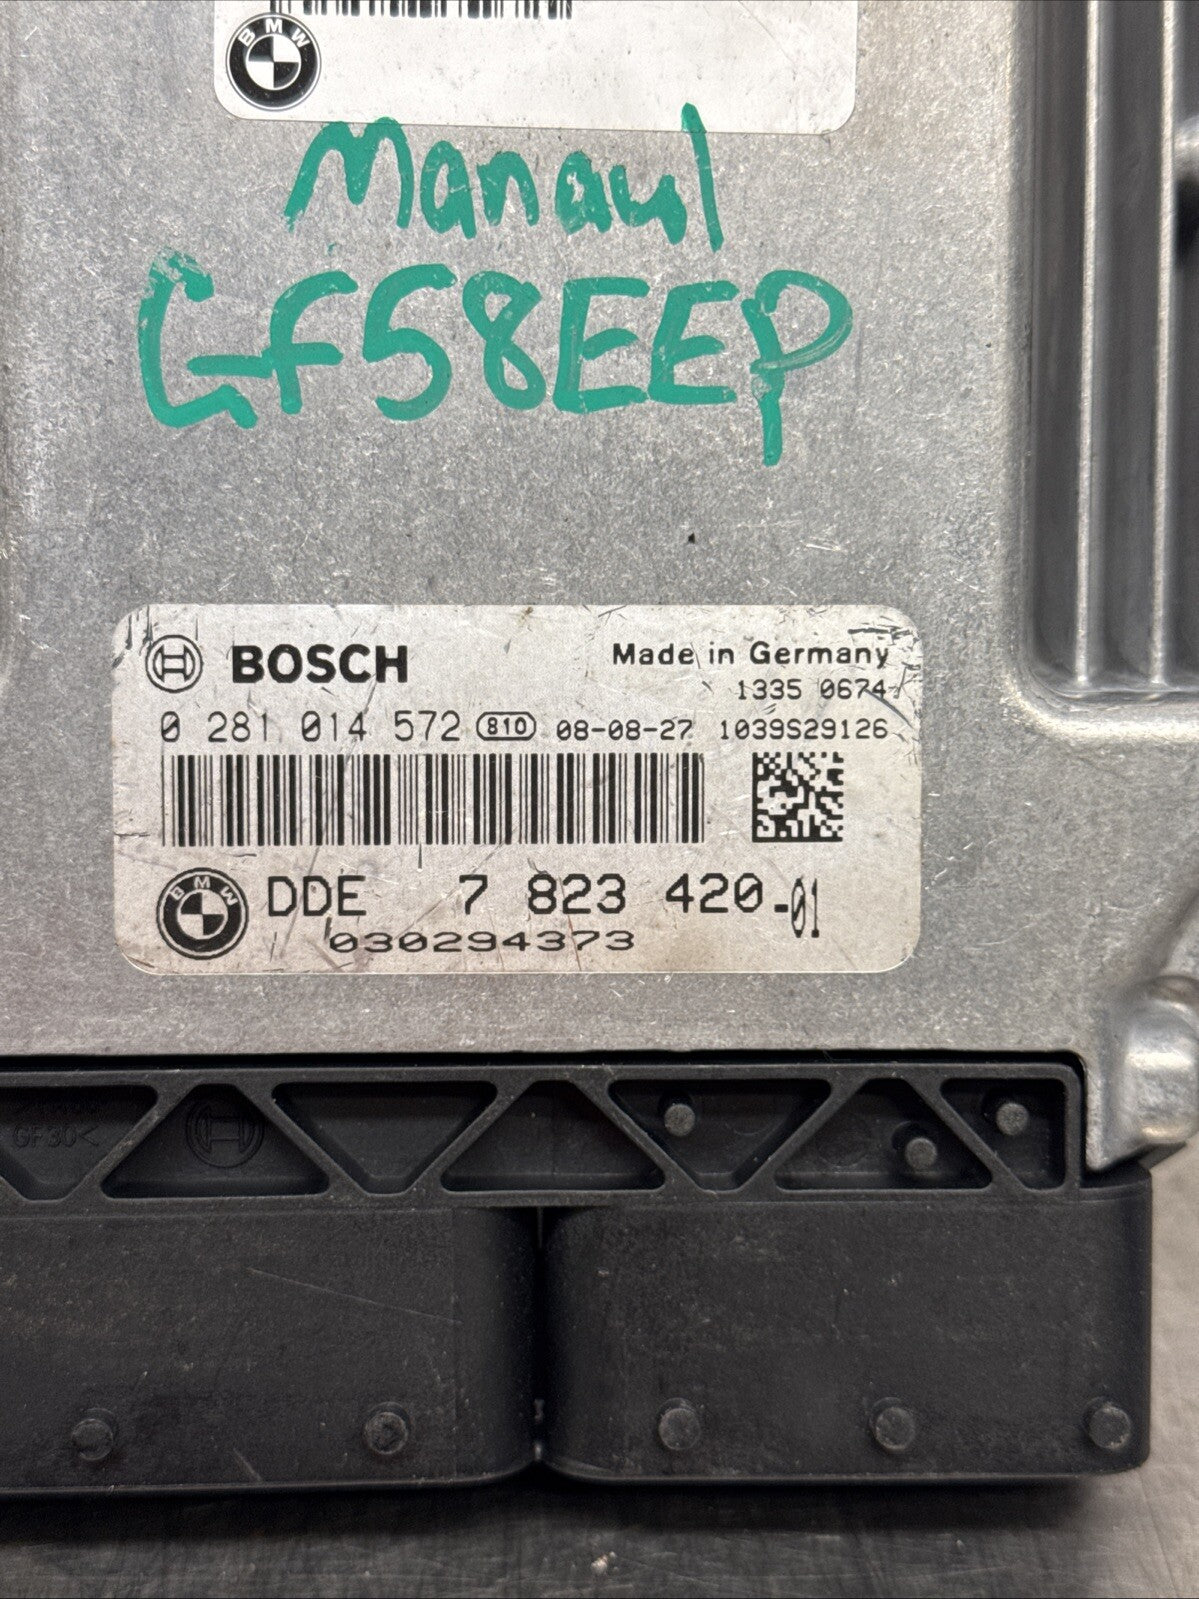 BMW
Manaul
GF58EEP
BOSCH
Made in Germany
1335 0674
0 281 014 572 810 08-08-27 1039S29126
BMW
DDE 7 823 420-01
030294373
GF30<